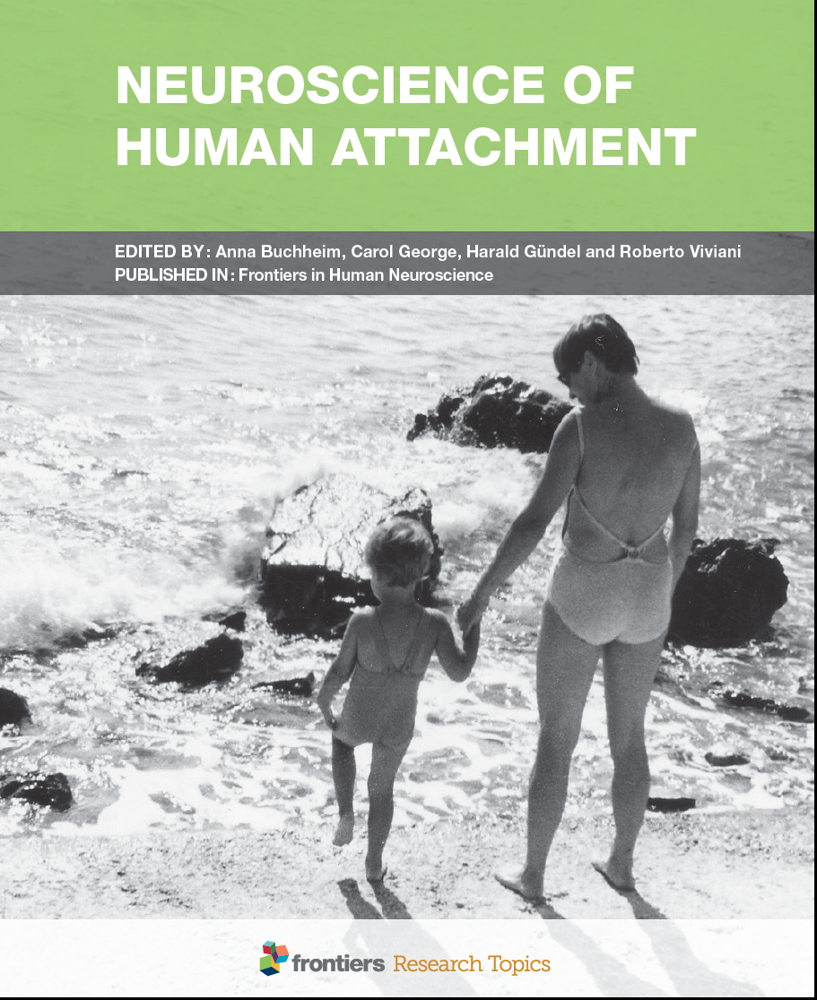 NEUROSCIENCE OF
HUMAN ATTACHMENT
EDITED BY: Anna Buchheim, Carol George, Harald Gündel and Roberto Viviani
PUBLISHED IN: Frontiers in Human Neuroscience
frontiers Research Topics